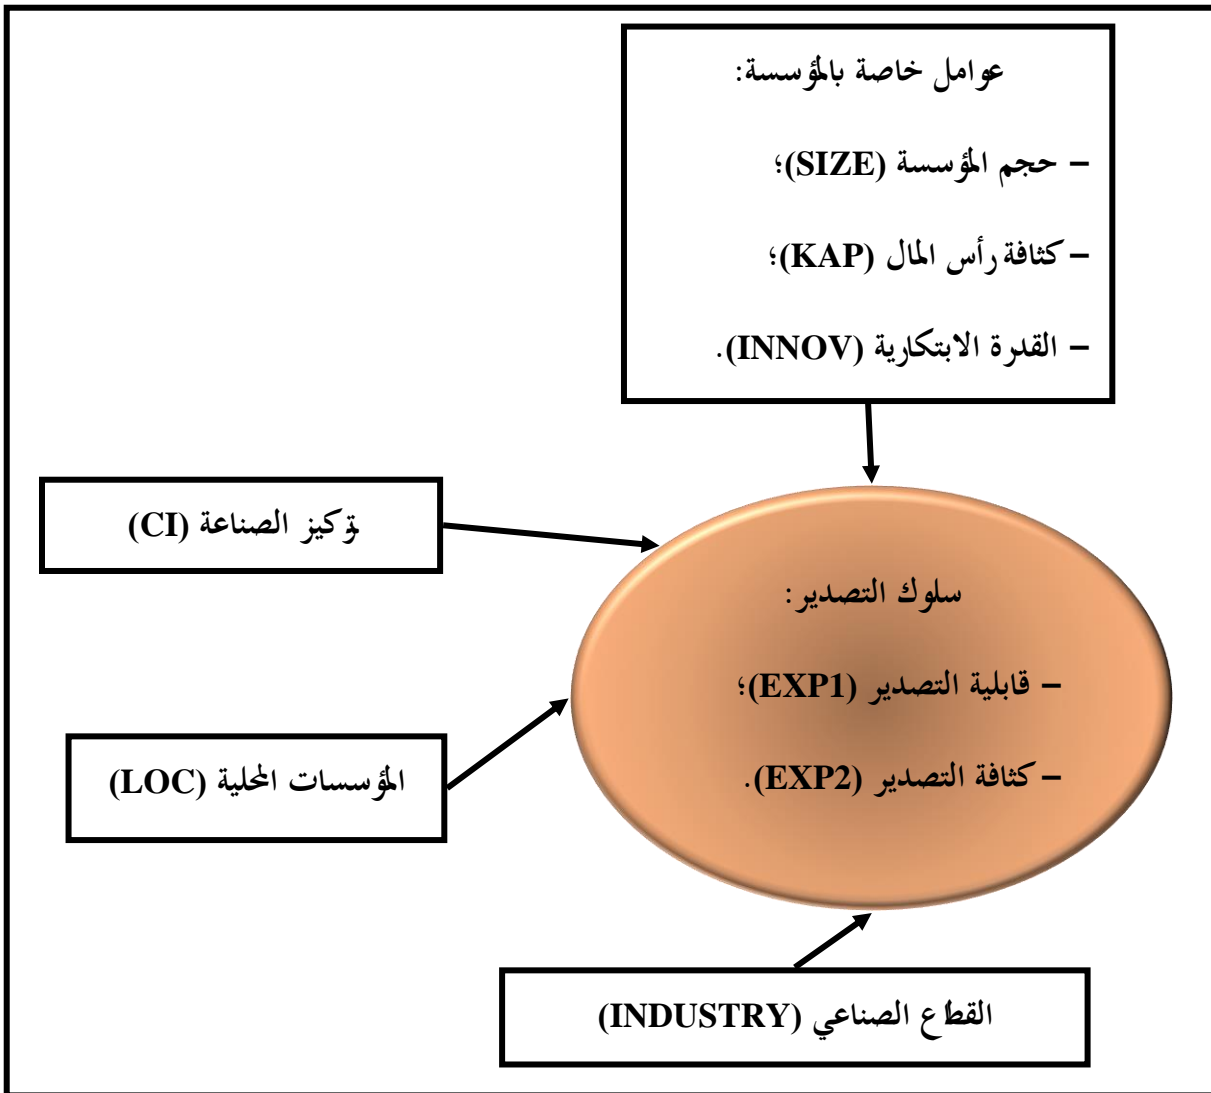 عوامل خاصة بالمؤسسة:
– حجم المؤسسة (SIZE)؛
– كثافة رأس المال (KAP)؛
– القدرة الابتكارية (INNOV).
تركيز الصناعة (CI)
سلوك التصدير:
– قابلية التصدير (EXP1)؛
– كثافة التصدير (EXP2).
المؤسسات المحلية (LOC)
القطاع الصناعي (INDUSTRY)